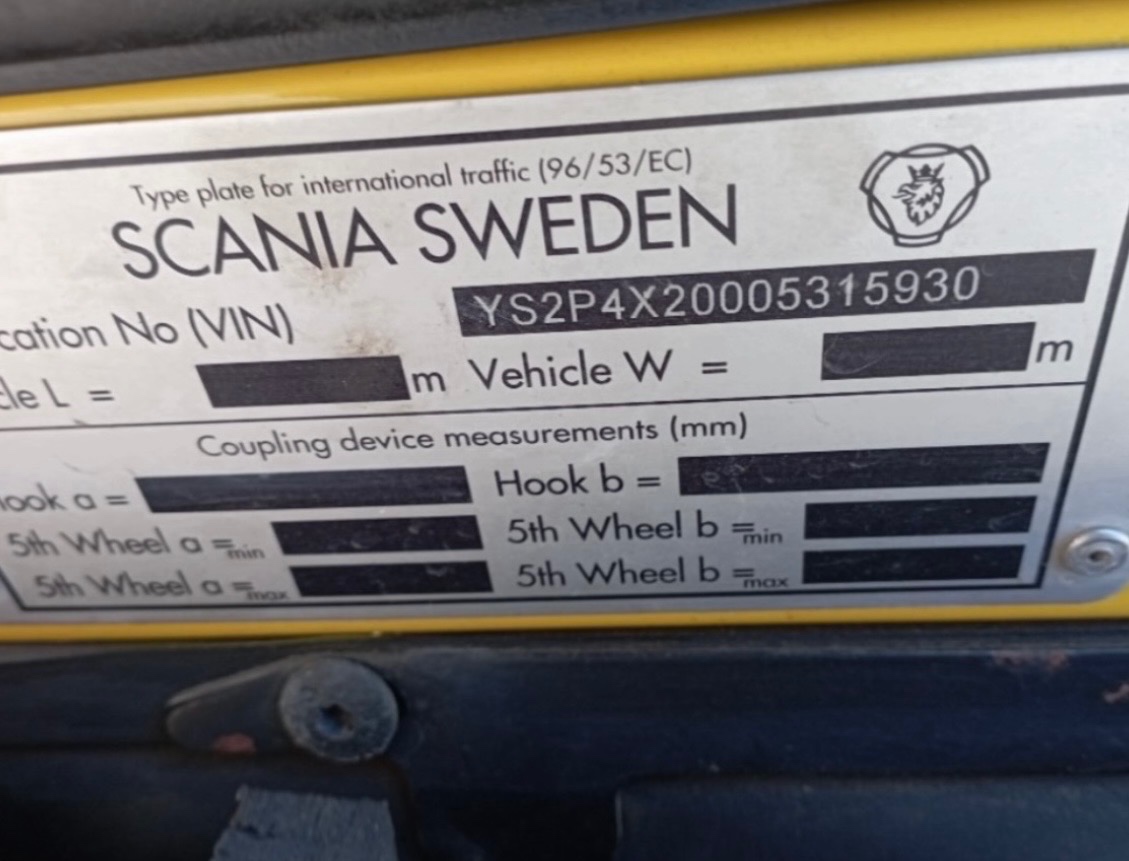 Type plate for international traffic (96/53/EC)
SCANIA SWEDEN
cation No (VIN) YS2P4X20005315930
cle L = m Vehicle W = m
Coupling device measurements (mm)
Hook a = Hook b =
5th Wheel a =min 5th Wheel b =min
5th Wheel a =max 5th Wheel b =max